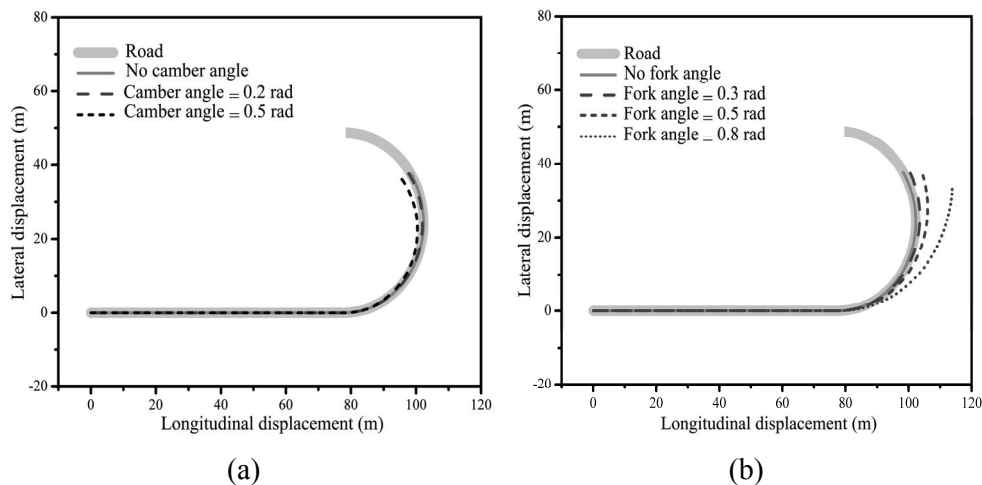 80
60
40
20
0
-20
Lateral displacement (m)
Road
No camber angle
Camber angle = 0.2 rad
Camber angle = 0.5 rad
0 20 40 60 80 100 120
Longitudinal displacement (m)
(a)
80
60
40
20
0
-20
Lateral displacement (m)
Road
No fork angle
Fork angle = 0.3 rad
Fork angle = 0.5 rad
Fork angle = 0.8 rad
0 20 40 60 80 100 120
Longitudinal displacement (m)
(b)